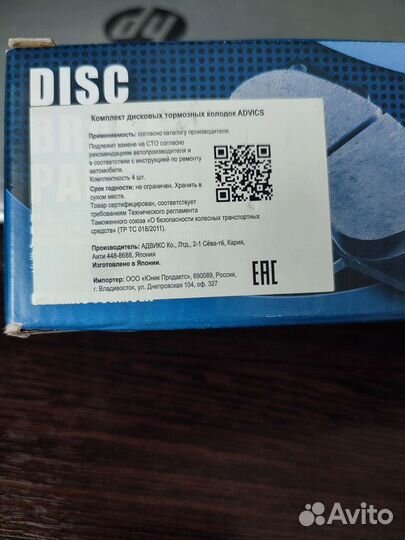 hp
DISC
BR
PA
Комплект дисковых тормозных колодок ADVICS
Применяемость: согласно каталогу производителя.
Подлежит замене на СТО согласно
рекомендациям автопроизводителя и
в соответствии с инструкцией по ремонту
автомобиля.
Комплектность 4 шт.
Срок годности: не ограничен. Хранить в
сухом месте.
Товар сертифицирован, соответствует
требованиям Технического регламента
Таможенного союза «О безопасности колесных транспортных
средств» (ТР ТС 018/2011).
Производитель: АДВИКС Ко., Лтд., 2-1 Сёва-тё, Кария,
Аити 448-8688, Япония
Изготовлено в Японии.
Импортер: ООО «Юник Продактс», 690089, Россия,
г. Владивосток, ул. Днепровская 104, оф. 327
EAC
Avito